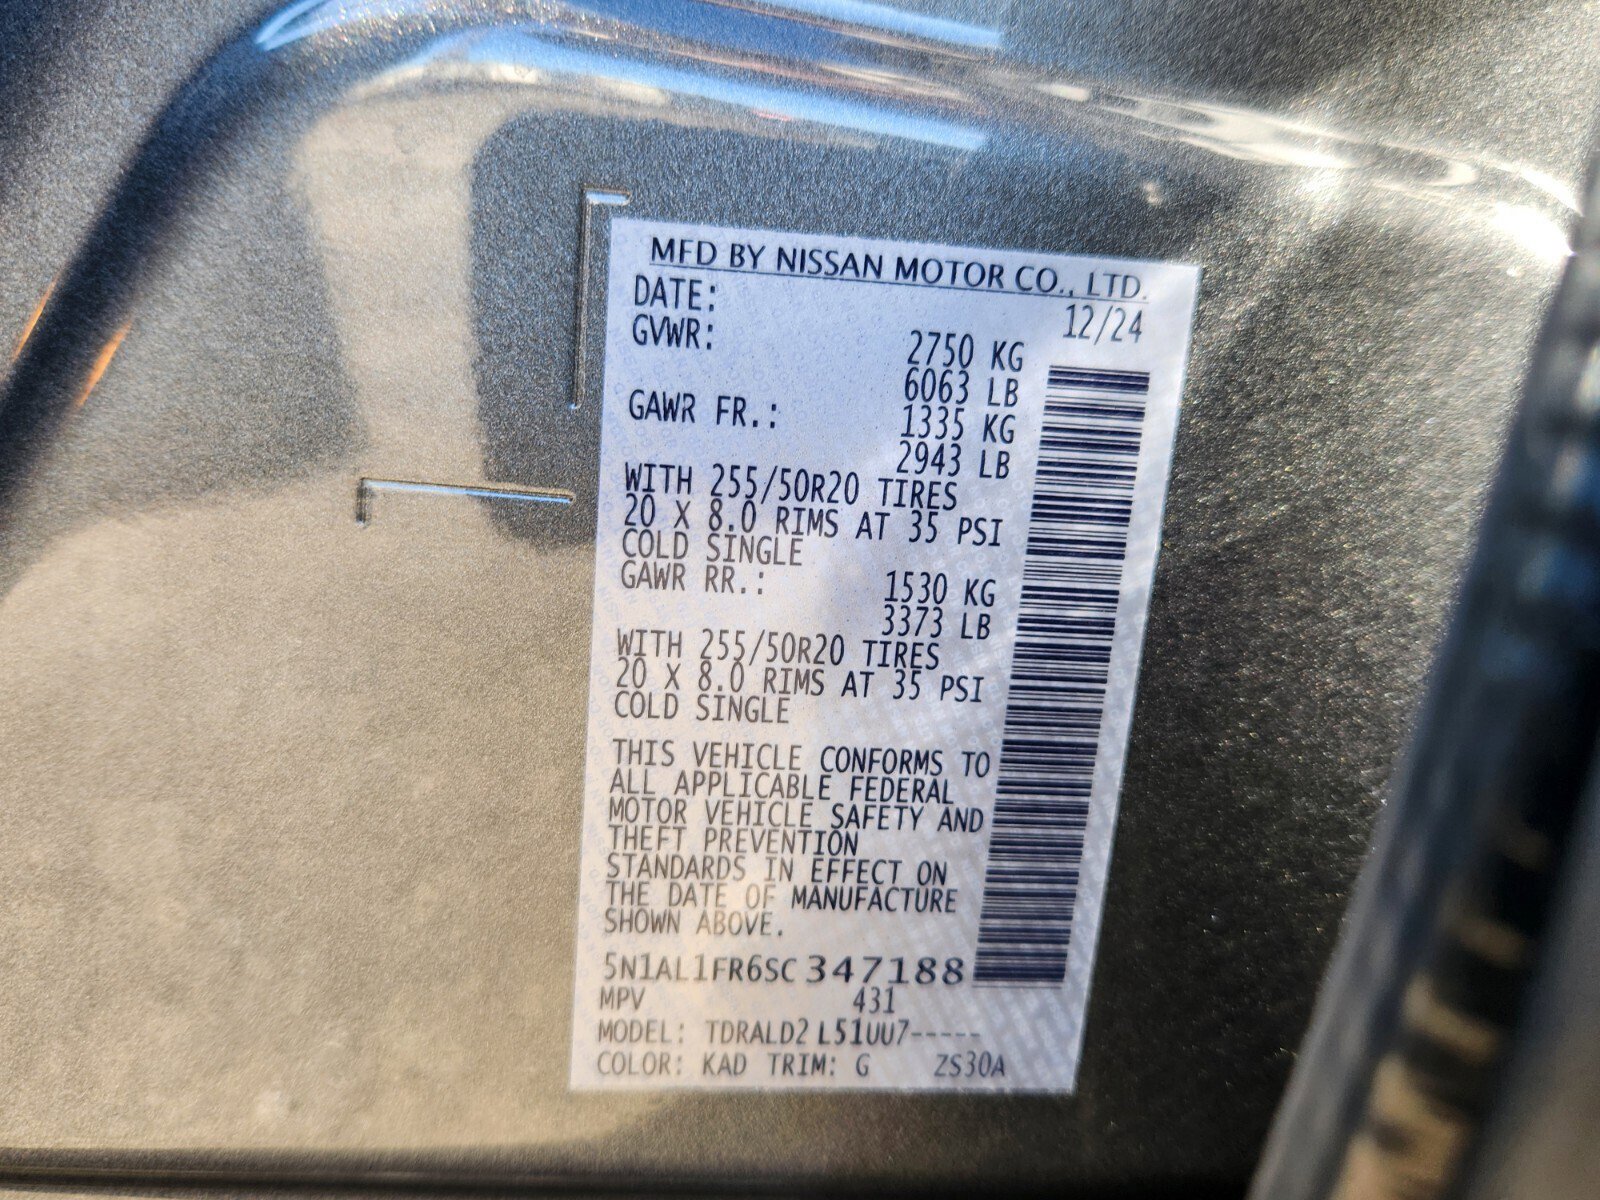 MFD BY NISSAN MOTOR CO., LTD.
DATE: 12/24
GVWR: 2750 KG
6063 LB
GAWR FR.: 1335 KG
2943 LB
WITH 255/50R20 TIRES
20 X 8.0 RIMS AT 35 PSI
COLD SINGLE
GAWR RR.: 1530 KG
3373 LB
WITH 255/50R20 TIRES
20 X 8.0 RIMS AT 35 PSI
COLD SINGLE
THIS VEHICLE CONFORMS TO
ALL APPLICABLE FEDERAL
MOTOR VEHICLE SAFETY AND
THEFT PREVENTION
STANDARDS IN EFFECT ON
THE DATE OF MANUFACTURE
SHOWN ABOVE.
5N1AL1FR6SC347188
MPV 431
MODEL: TDRALD2 L51UU7-----
COLOR: KAD TRIM: G ZS30A